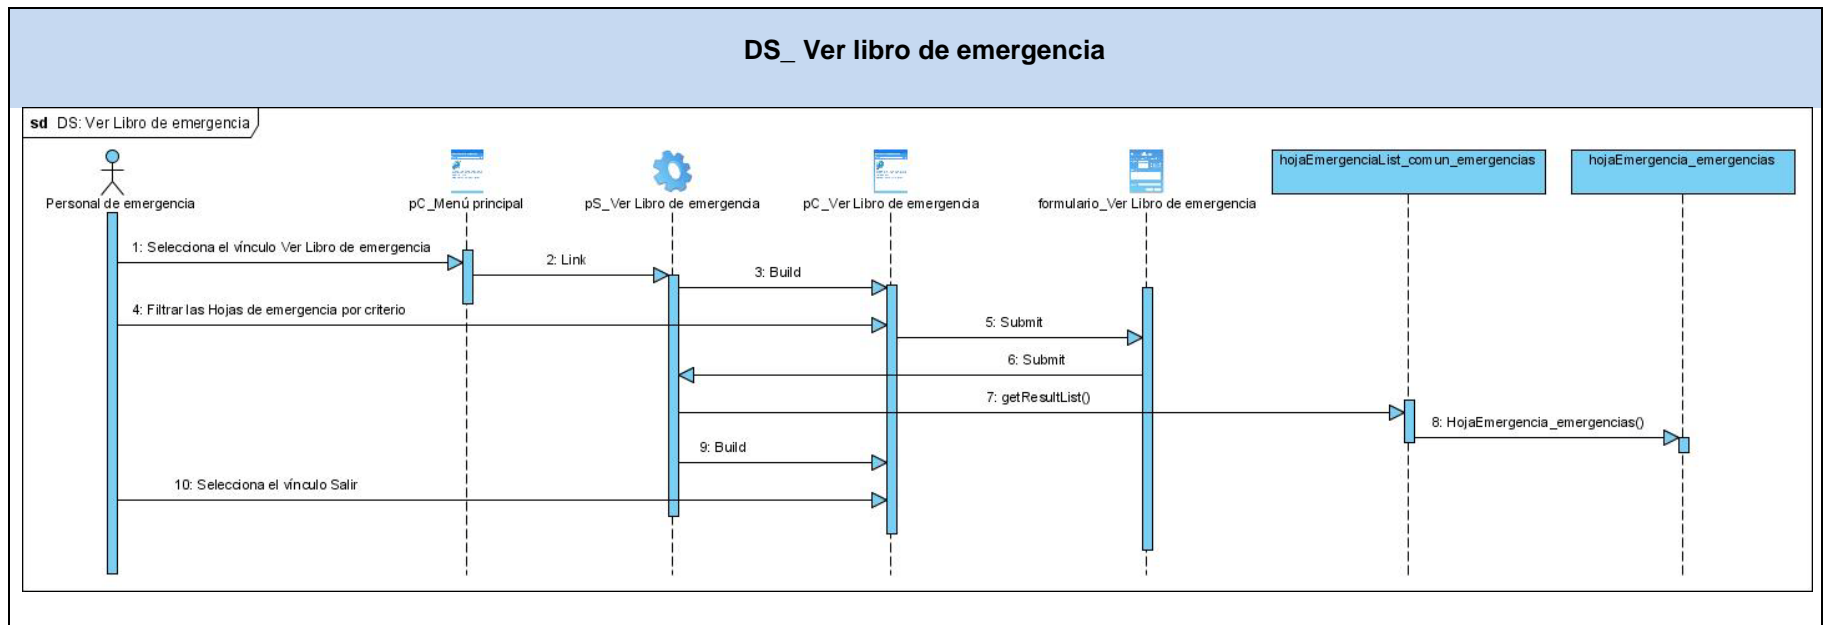 DS_ Ver libro de emergencia
sd DS: Ver Libro de emergencia
Personal de emergencia
pC_Menú principal
pS_Ver Libro de emergencia
pC_Ver Libro de emergencia
formulario_Ver Libro de emergencia
hojaEmergenciaList_comun_emergencias
hojaEmergencia_emergencias
1: Selecciona el vínculo Ver Libro de emergencia
2: Link
3: Build
4: Filtrar las Hojas de emergencia por criterio
5: Submit
6: Submit
7: getResultList()
8: HojaEmergencia_emergencias()
9: Build
10: Selecciona el vínculo Salir